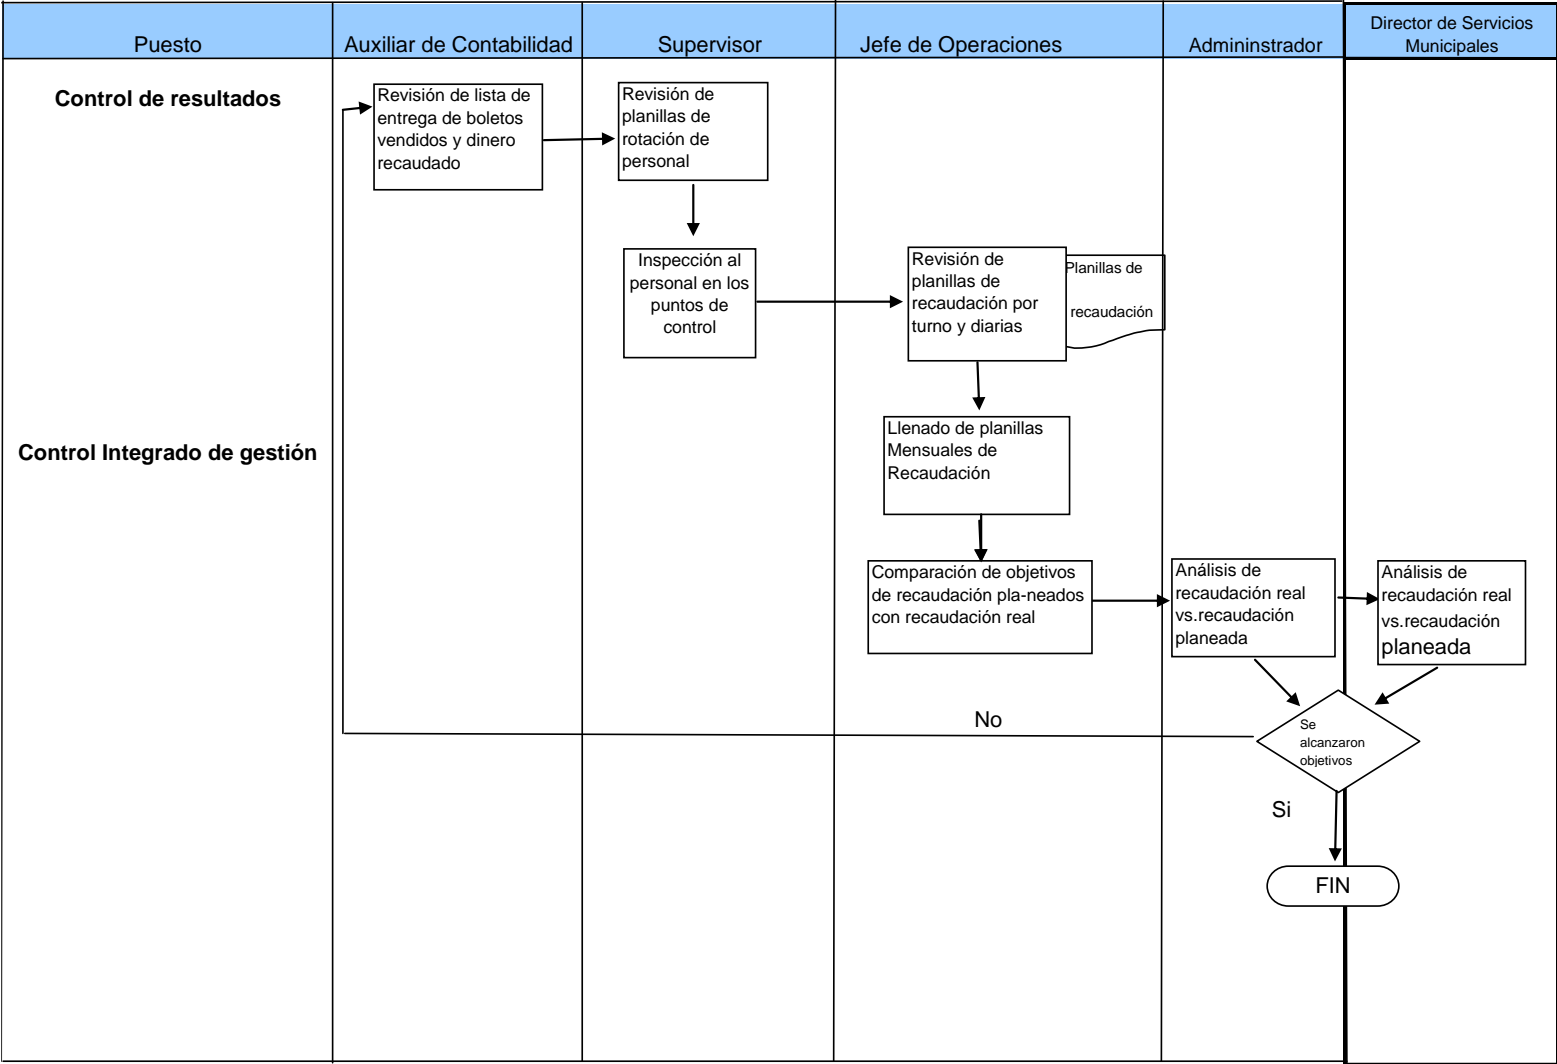 Puesto
Auxiliar de Contabilidad
Supervisor
Jefe de Operaciones
Admininstrador
Director de Servicios
Municipales
Control de resultados
Revisión de lista de
entrega de boletos
vendidos y dinero
recaudado
Revisión de
planillas de
rotación de
personal
Inspección al
personal en los
puntos de
control
Revisión de
planillas de
recaudación por
turno y diarias
Planillas de
recaudación
Control Integrado de gestión
Llenado de planillas
Mensuales de
Recaudación
Comparación de objetivos
de recaudación pla-neados
con recaudación real
Análisis de
recaudación real
vs.recaudación
planeada
Análisis de
recaudación real
vs.recaudación
planeada
No
Se
alcanzaron
objetivos
Si
FIN